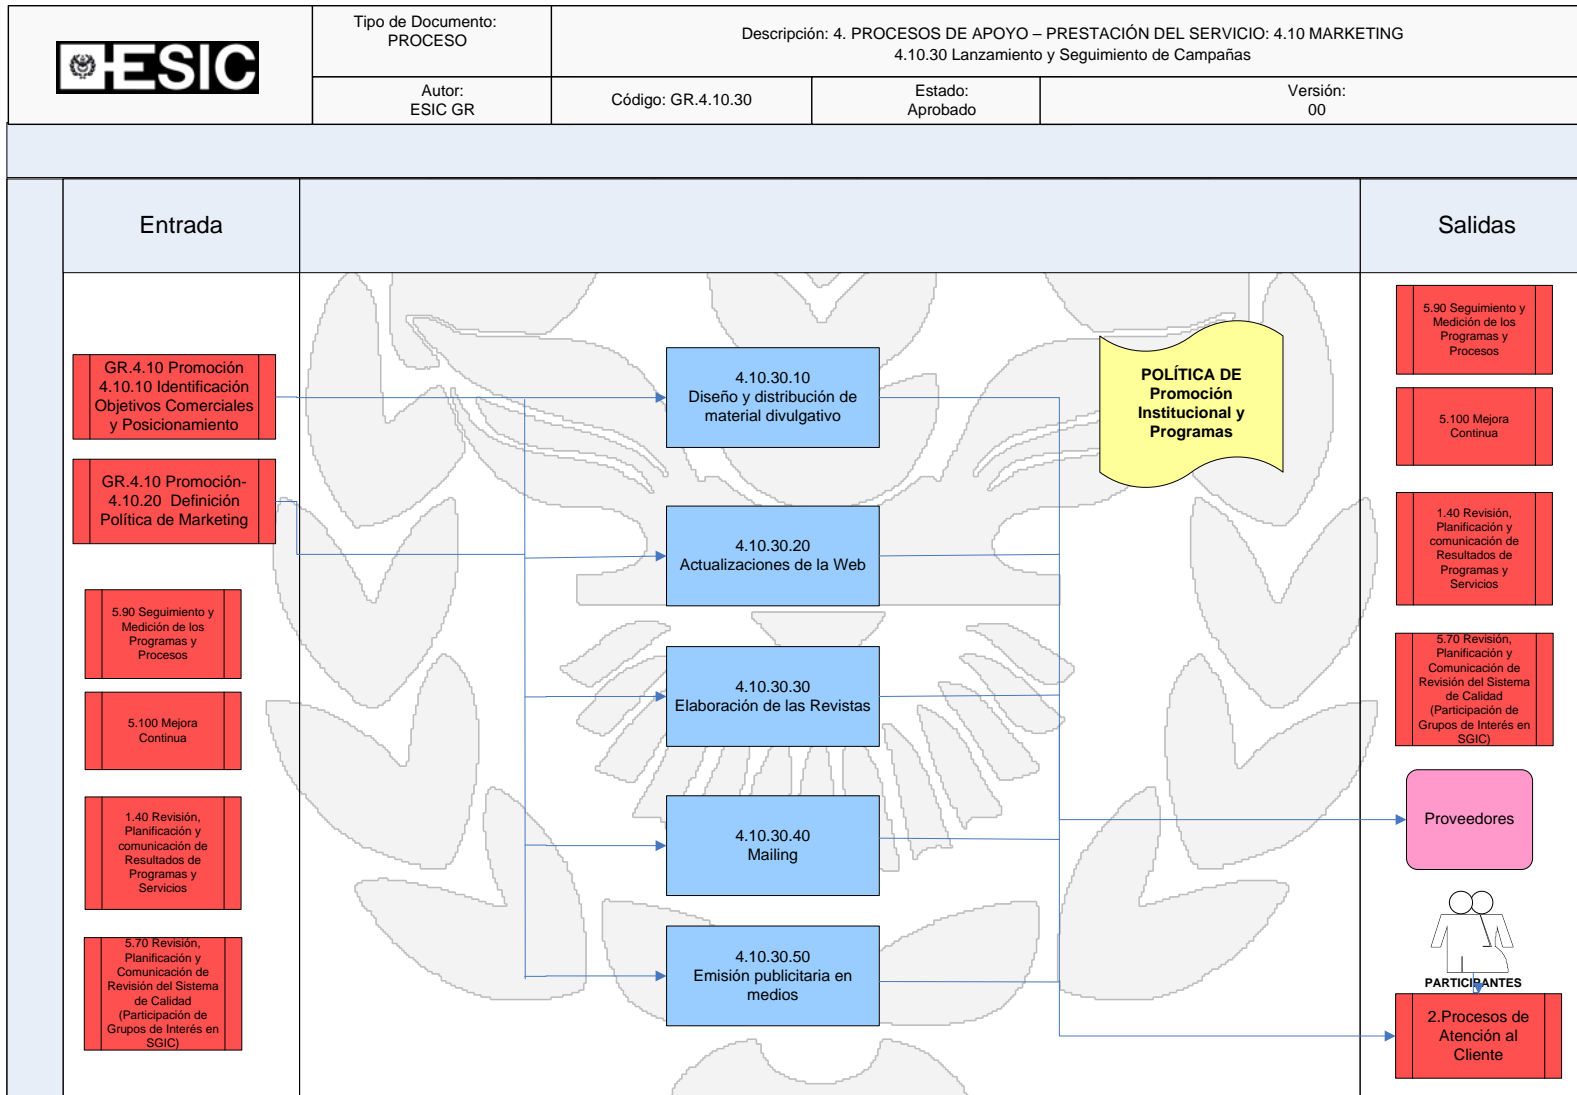 ESIC
Tipo de Documento:
PROCESO
Descripción: 4. PROCESOS DE APOYO – PRESTACIÓN DEL SERVICIO: 4.10 MARKETING
4.10.30 Lanzamiento y Seguimiento de Campañas
Autor:
ESIC GR
Código: GR.4.10.30
Estado:
Aprobado
Versión:
00
Entrada
Salidas
GR.4.10 Promoción
4.10.10 Identificación
Objetivos Comerciales
y Posicionamiento
GR.4.10 Promoción-
4.10.20 Definición
Política de Marketing
5.90 Seguimiento y
Medición de los
Programas y
Procesos
5.100 Mejora
Continua
1.40 Revisión,
Planificación y
comunicación de
Resultados de
Programas y
Servicios
5.70 Revisión,
Planificación y
Comunicación de
Revisión del Sistema
de Calidad
(Participación de
Grupos de Interés en
SGIC)
4.10.30.10
Diseño y distribución de
material divulgativo
4.10.30.20
Actualizaciones de la Web
4.10.30.30
Elaboración de las Revistas
4.10.30.40
Mailing
4.10.30.50
Emisión publicitaria en
medios
POLÍTICA DE
Promoción
Institucional y
Programas
5.90 Seguimiento y
Medición de los
Programas y
Procesos
5.100 Mejora
Continua
1.40 Revisión,
Planificación y
comunicación de
Resultados de
Programas y
Servicios
5.70 Revisión,
Planificación y
Comunicación de
Revisión del Sistema
de Calidad
(Participación de
Grupos de Interés en
SGIC)
Proveedores
PARTICIPANTES
2.Procesos de
Atención al
Cliente